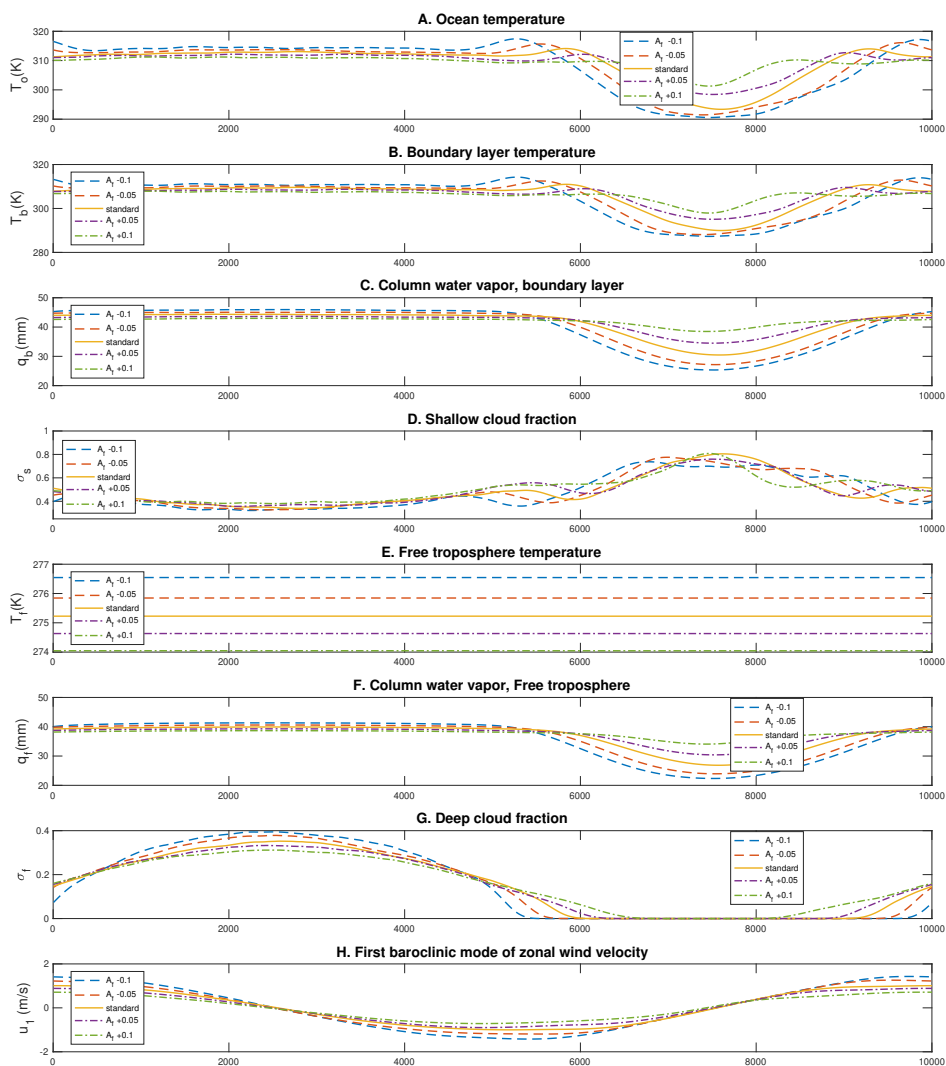 A. Ocean temperature
320
310
300
290
T_o(K)
A_f -0.1
A_f -0.05
standard
A_f +0.05
A_f +0.1
0 2000 4000 6000 8000 10000
B. Boundary layer temperature
320
300
280
T_b(K)
A_f -0.1
A_f -0.05
standard
A_f +0.05
A_f +0.1
0 2000 4000 6000 8000 10000
C. Column water vapor, boundary layer
50
40
30
20
q_b(mm)
A_f -0.1
A_f -0.05
standard
A_f +0.05
A_f +0.1
0 2000 4000 6000 8000 10000
D. Shallow cloud fraction
1
0.8
0.6
0.4
σ_s
A_f -0.1
A_f -0.05
standard
A_f +0.05
A_f +0.1
0 2000 4000 6000 8000 10000
E. Free troposphere temperature
277
276
275
274
T_f(K)
A_f -0.1
A_f -0.05
standard
A_f +0.05
A_f +0.1
0 2000 4000 6000 8000 10000
F. Column water vapor, Free troposphere
50
40
30
20
q_f(mm)
A_f -0.1
A_f -0.05
standard
A_f +0.05
A_f +0.1
0 2000 4000 6000 8000 10000
G. Deep cloud fraction
0.4
0.2
0
σ_f
A_f -0.1
A_f -0.05
standard
A_f +0.05
A_f +0.1
0 2000 4000 6000 8000 10000
H. First baroclinic mode of zonal wind velocity
2
0
-2
u_1 (m/s)
A_f -0.1
A_f -0.05
standard
A_f +0.05
A_f +0.1
0 2000 4000 6000 8000 10000